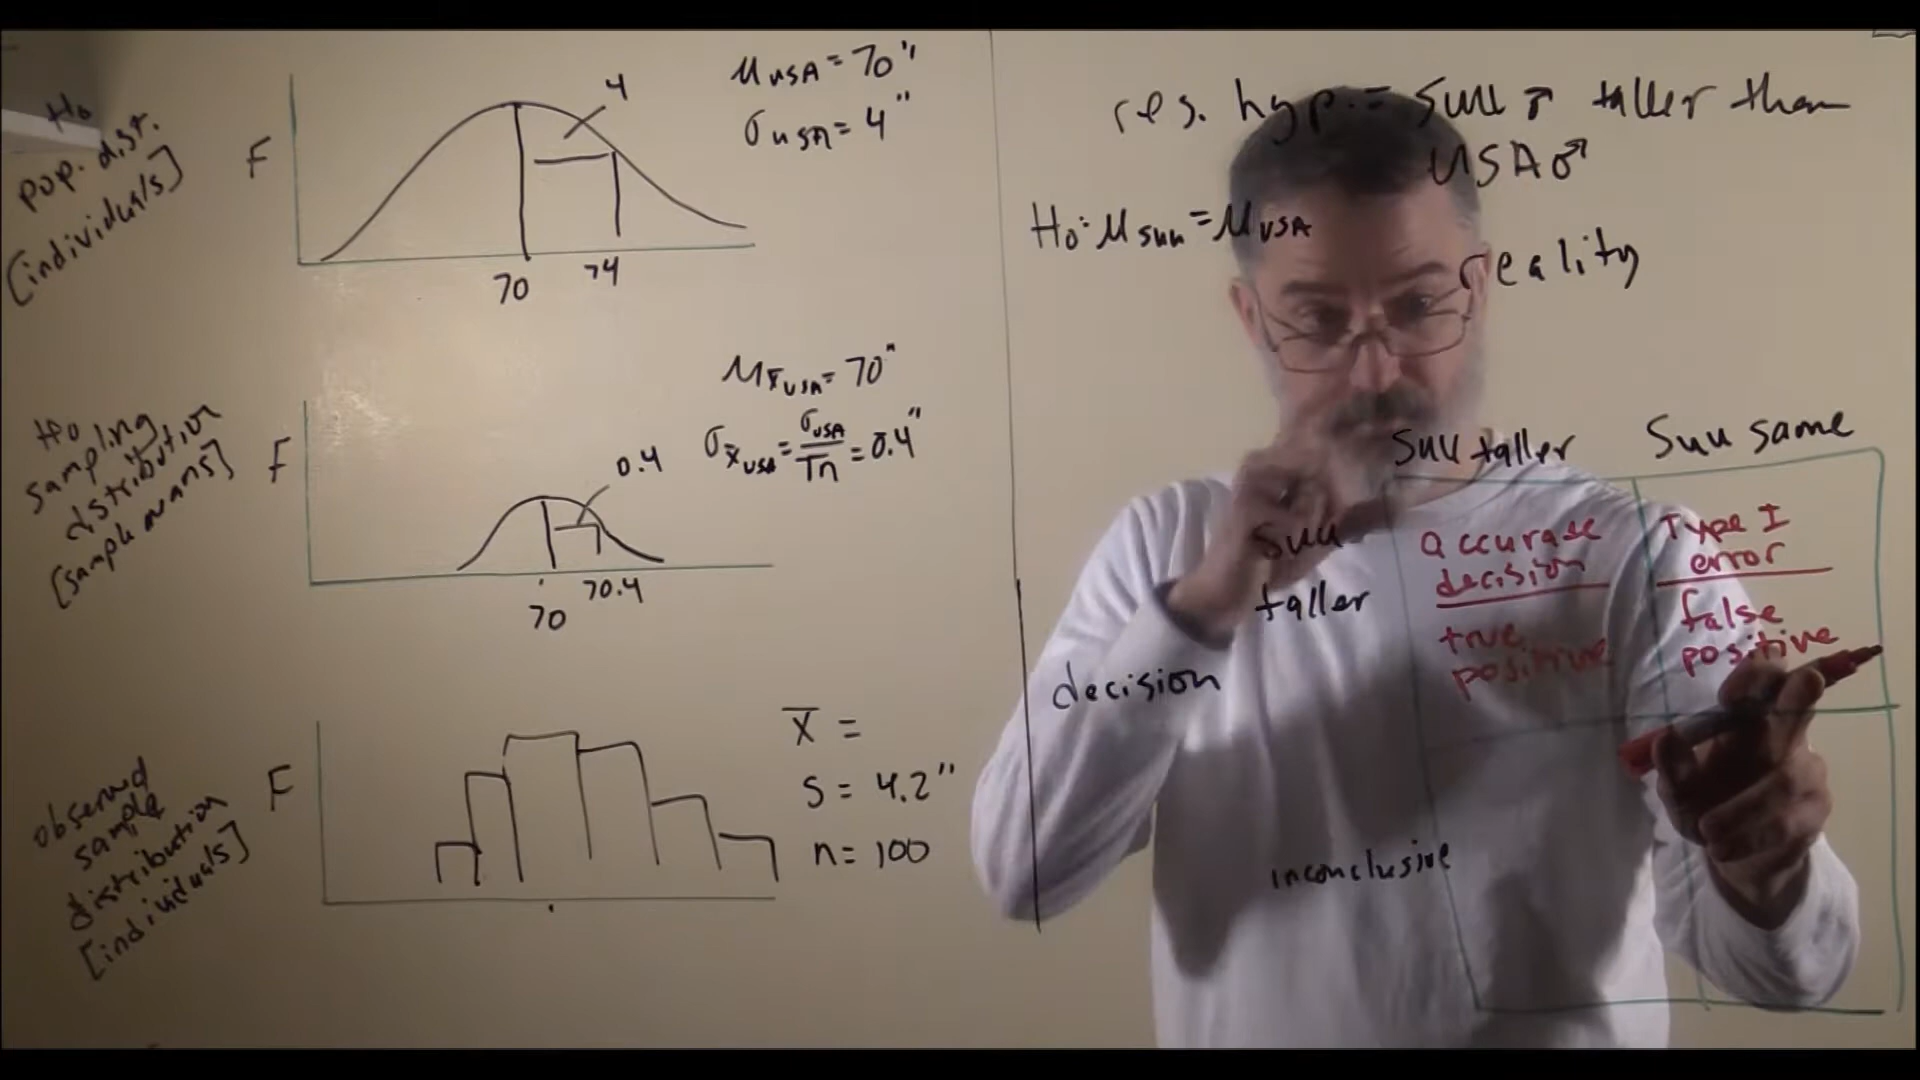 Ho
pop. dist.
[individuals]
F
4
70
74
μUSA = 70"
σUSA = 4"
Ho
sampling
distribution
[sample means]
F
0.4
70
70.4
μx̄USA = 70"
σx̄USA = σUSA/√n = 0.4"
observed
sample
distribution
[individuals]
F
x̄ =
s = 4.2"
n = 100
res. hyp. = SUU ♂ taller than
USA ♂
Ho: μSUU = μUSA
reality
SUU taller
SUU same
decision
SUU
taller
accurate
decision
true
positive
Type I
error
false
positive
inconclusive